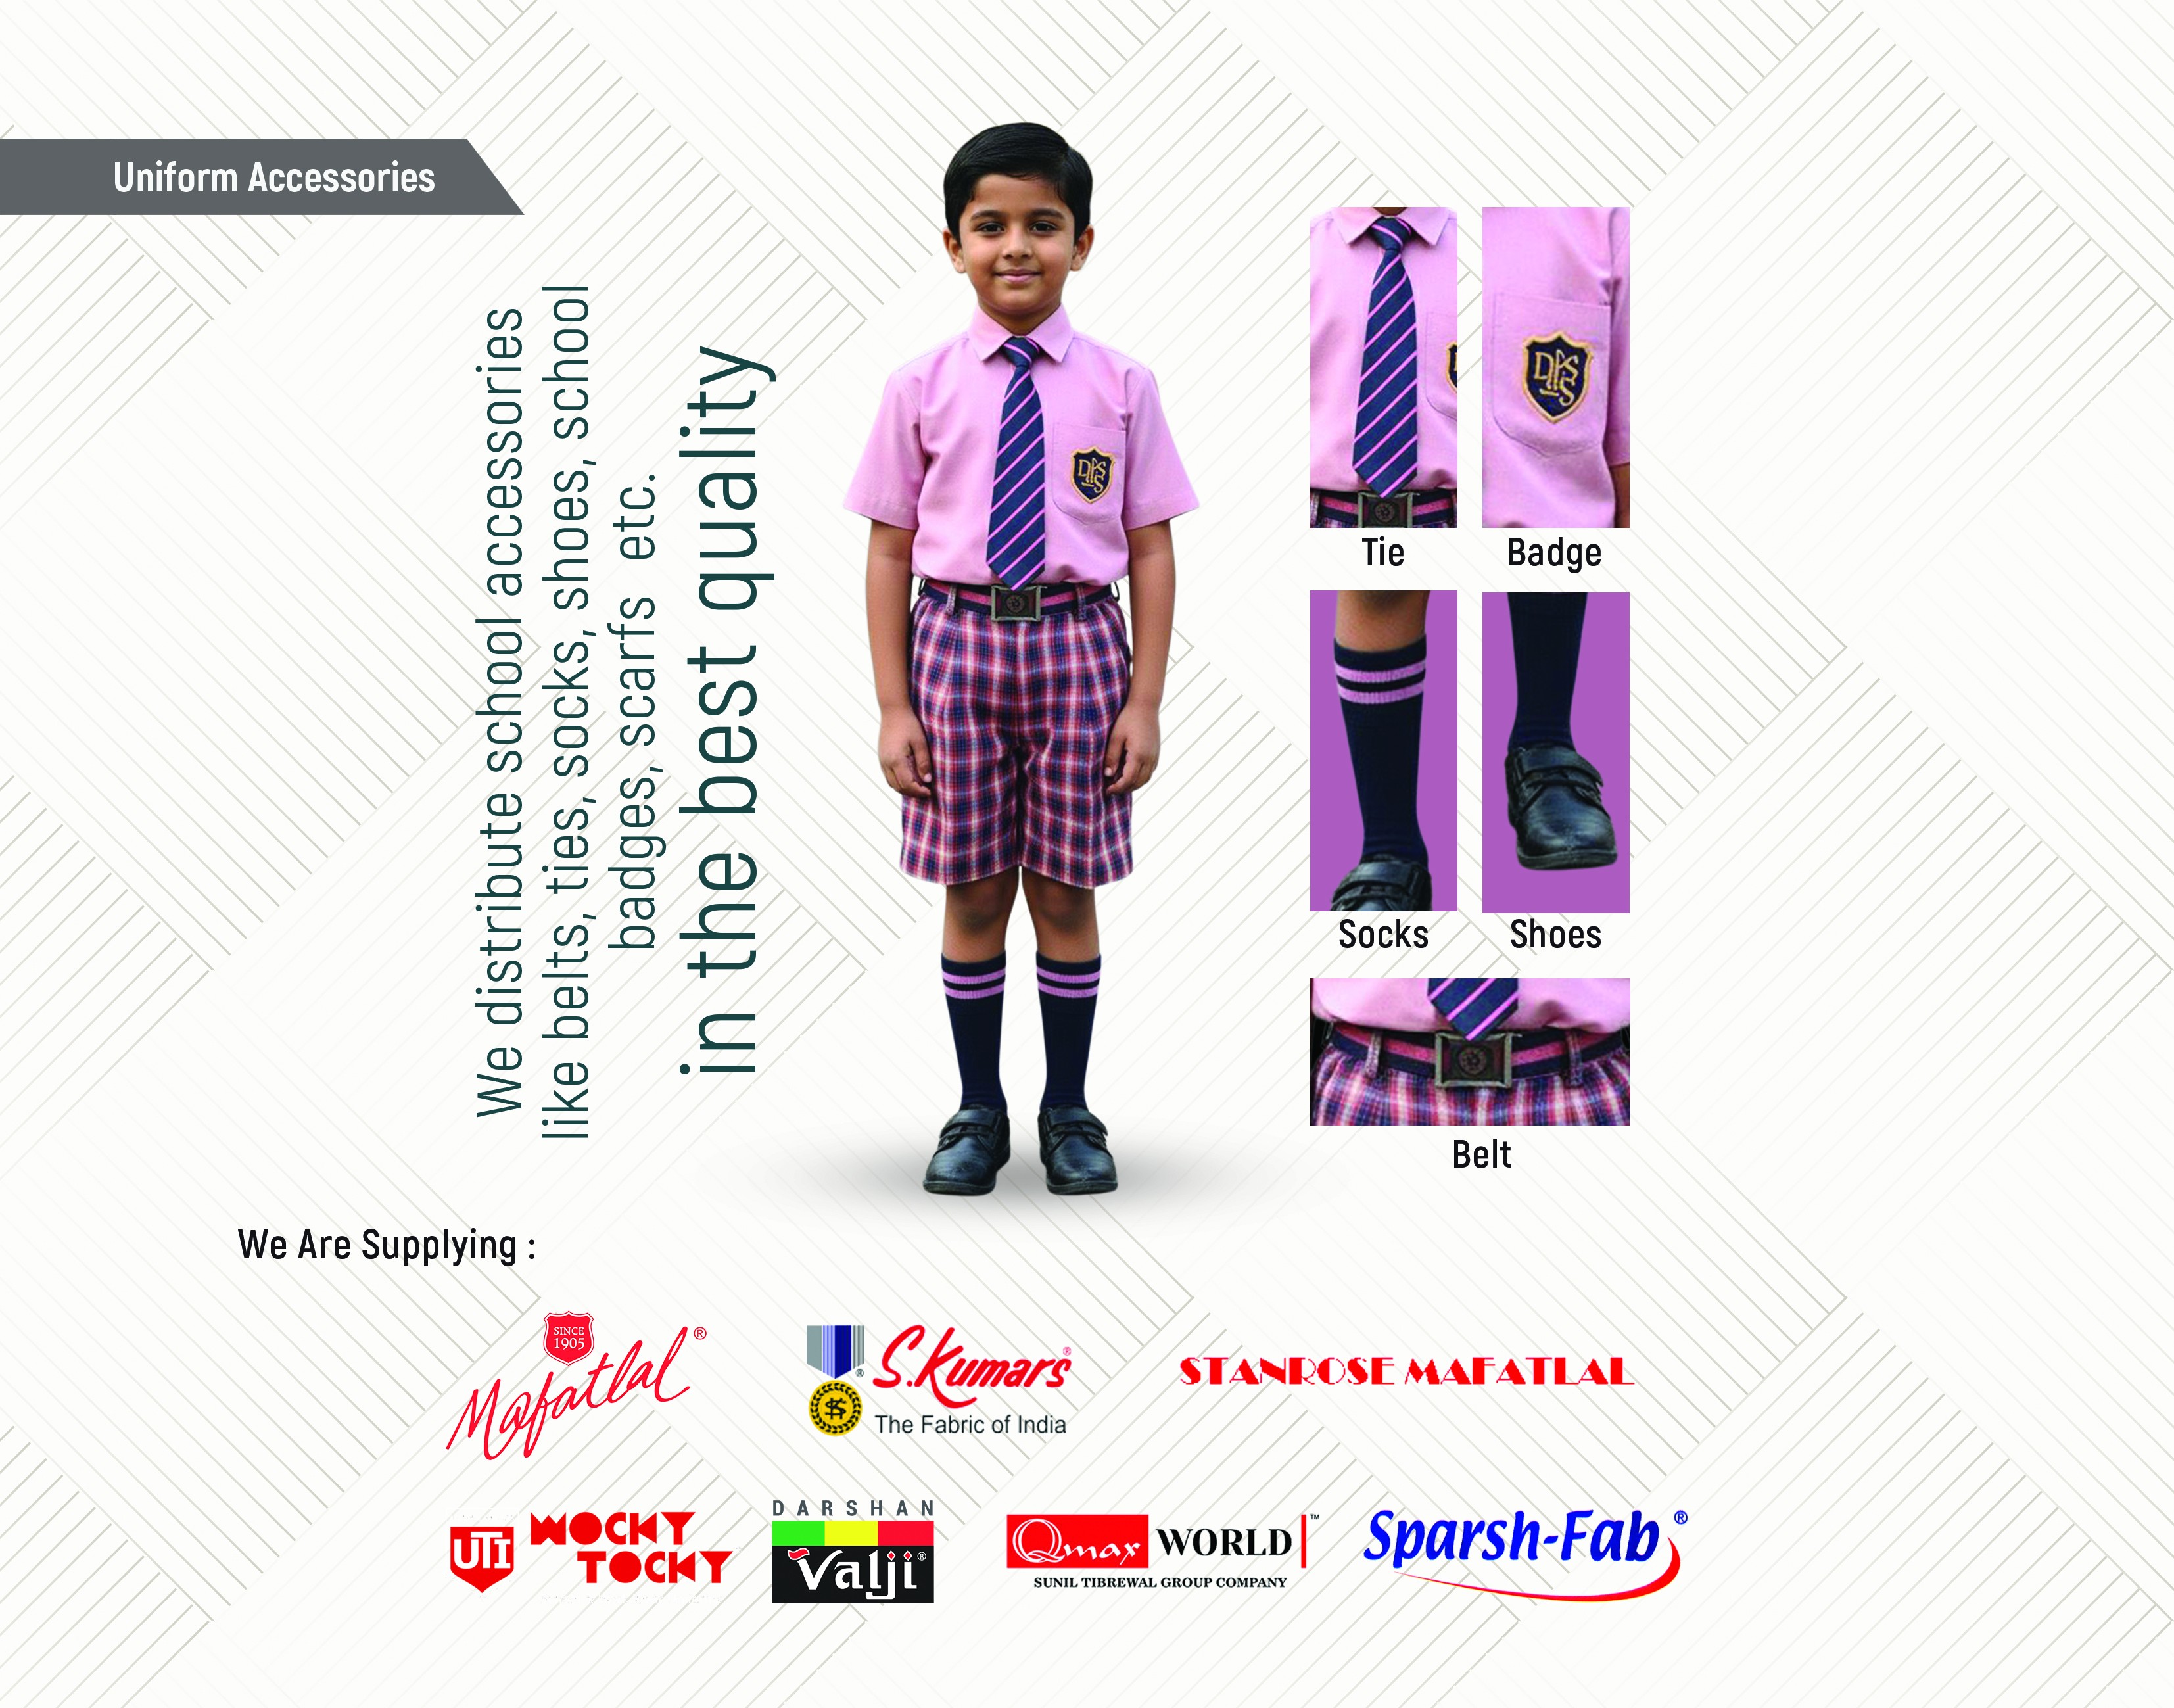 Uniform Accessories
We distribute school accessories
like belts, ties, socks, shoes, school
badges, scarfs etc.
in the best quality
Tie
Badge
Socks
Shoes
Belt
We Are Supplying :
SINCE
1905
Mafatlal®
S.Kumars®
The Fabric of India
STANROSE MAFATLAL
UTI
MOCKY
TOCKY
DARSHAN
Valji®
Qmax WORLD™
SUNIL TIBREWAL GROUP COMPANY
Sparsh-Fab®